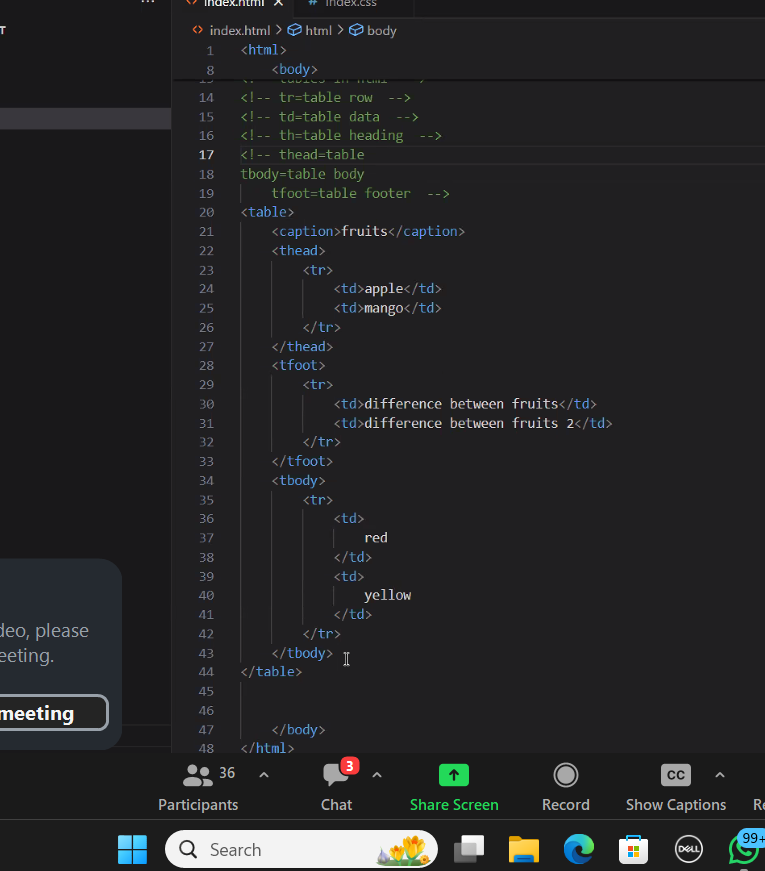 index.html
index.css
T
index.html > html > body
1 <html>
8 <body>
14 <!-- tr=table row -->
15 <!-- td=table data -->
16 <!-- th=table heading -->
17 <!-- thead=table
18 tbody=table body
19 tfoot=table footer -->
20 <table>
21 <caption>fruits</caption>
22 <thead>
23 <tr>
24 <td>apple</td>
25 <td>mango</td>
26 </tr>
27 </thead>
28 <tfoot>
29 <tr>
30 <td>difference between fruits</td>
31 <td>difference between fruits 2</td>
32 </tr>
33 </tfoot>
34 <tbody>
35 <tr>
36 <td>
37 red
38 </td>
39 <td>
40 yellow
41 </td>
42 </tr>
43 </tbody>
44 </table>
45
46
47 </body>
48 </html>
deo, please
eeting.
meeting
36
3
CC
Participants
Chat
Share Screen
Record
Show Captions
Re
Search
DELL
99+